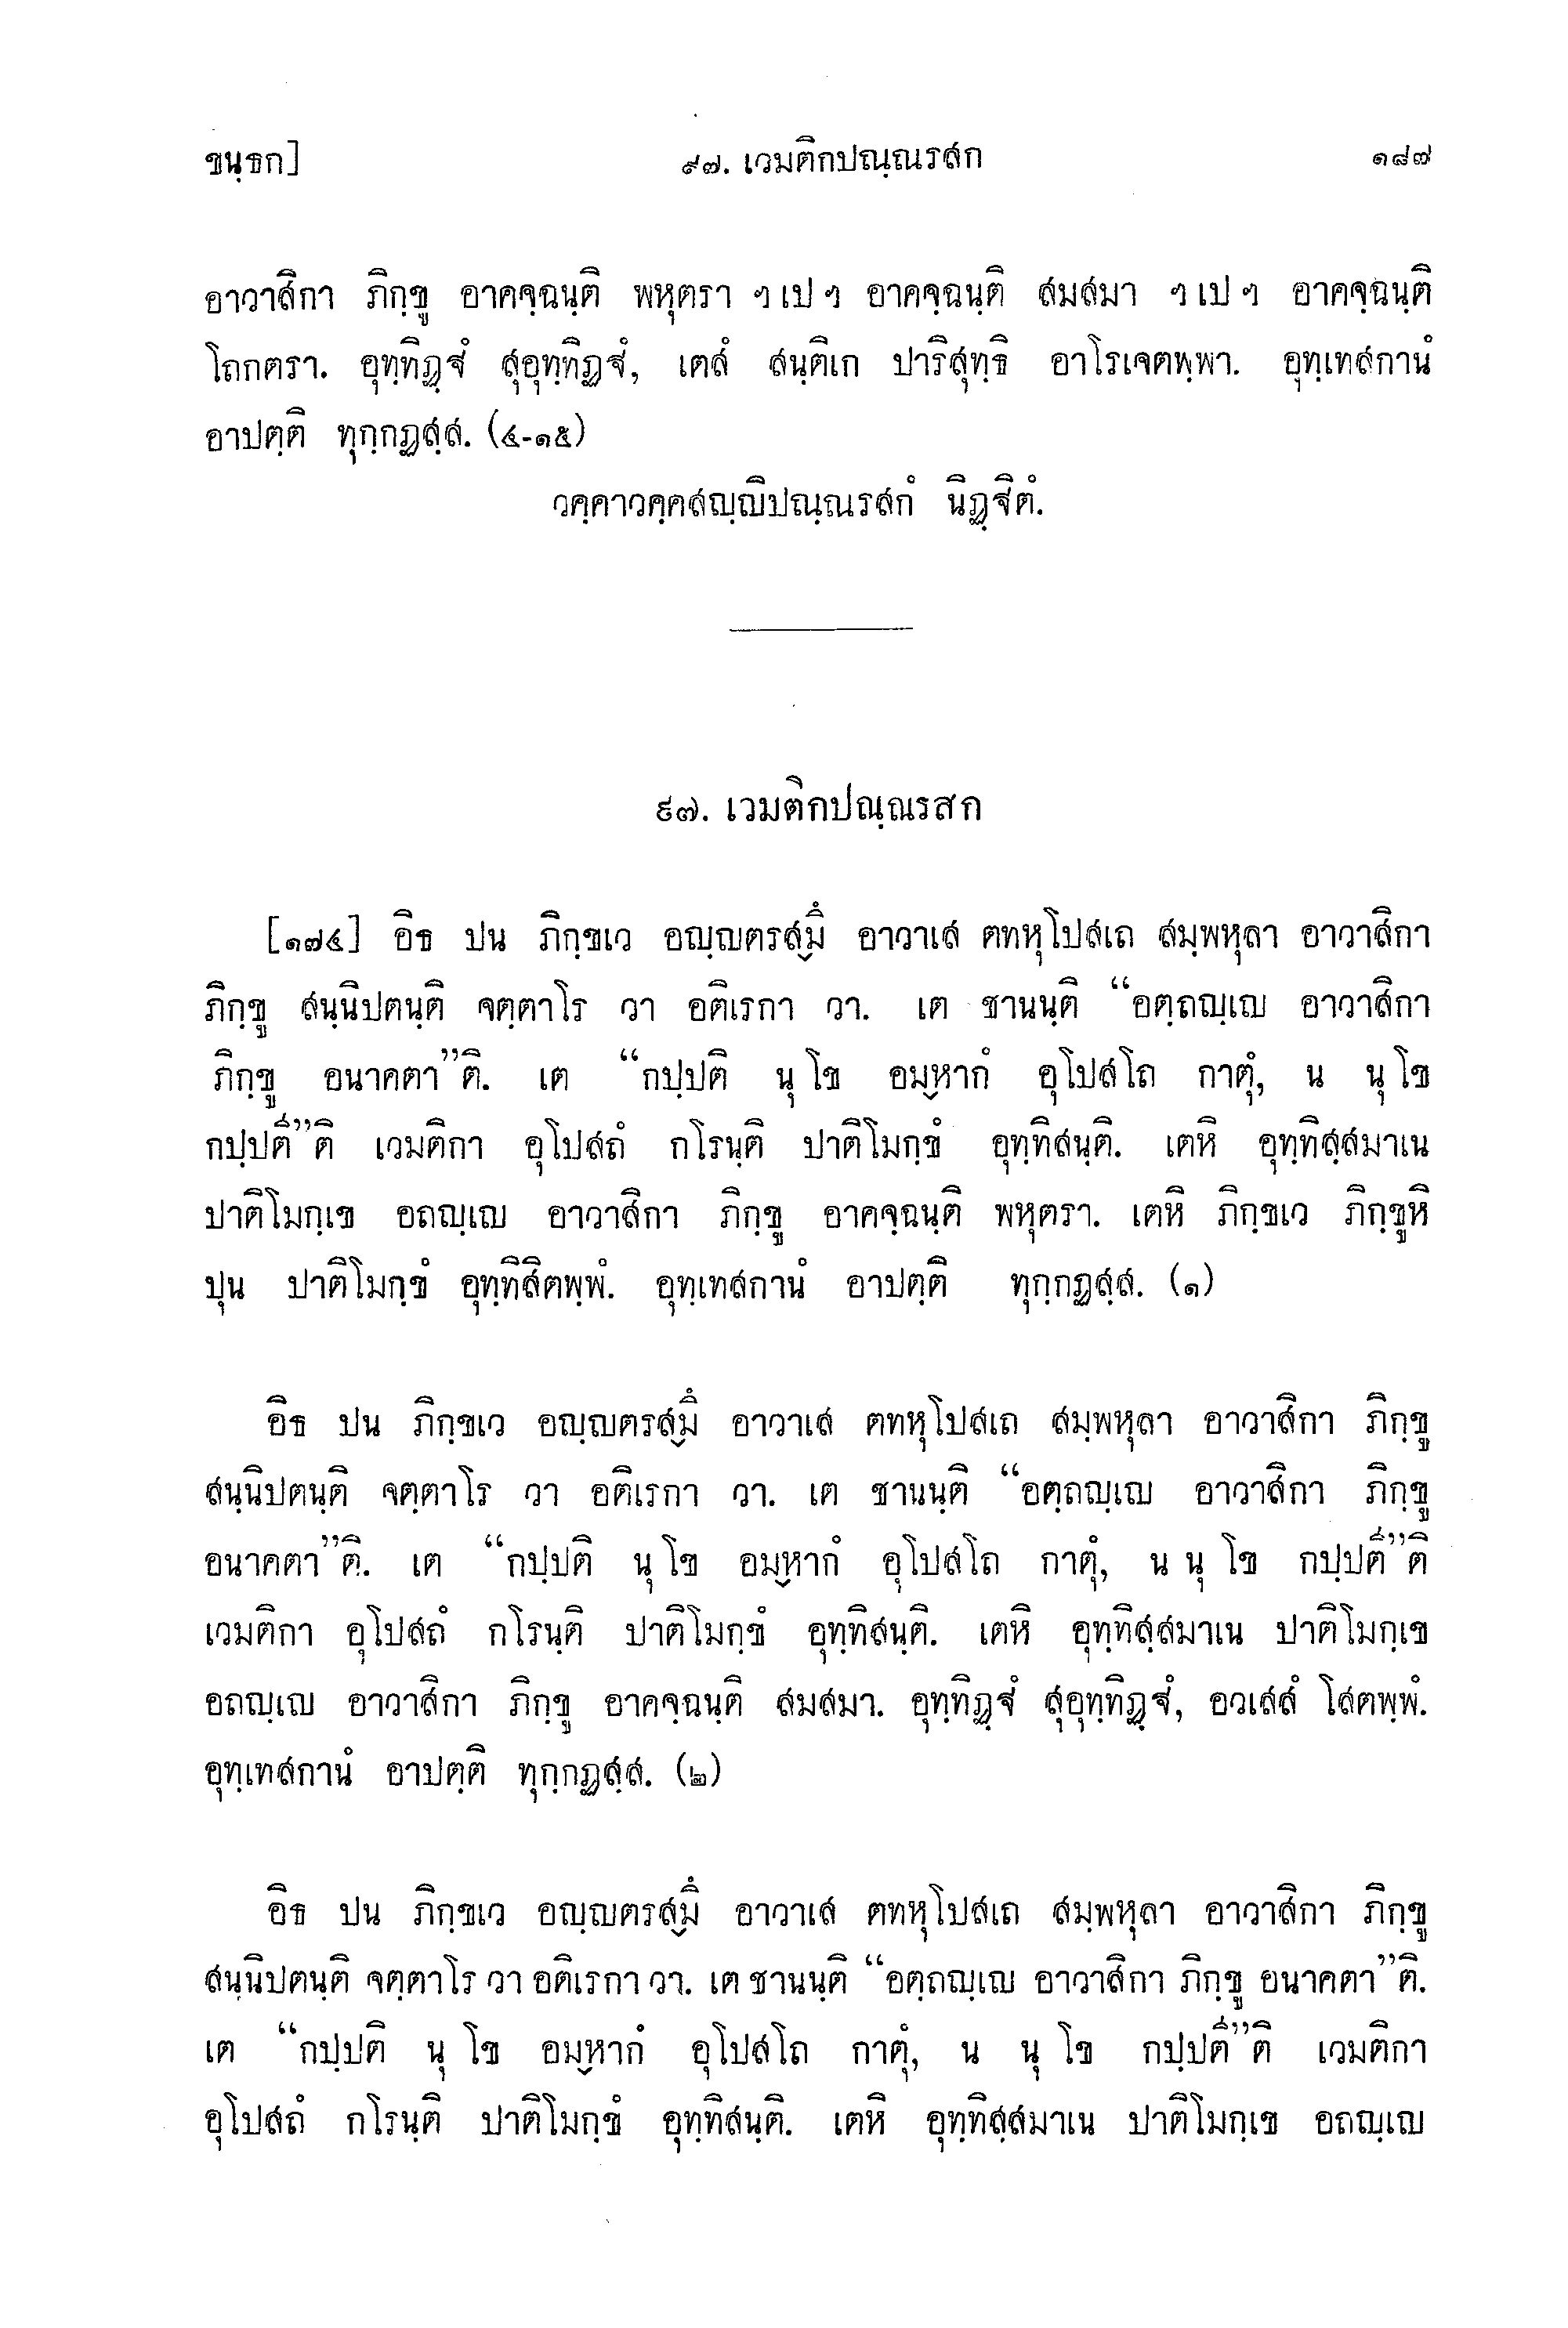 ขนฺธก]
๙๗. เวมติกปณฺณรสก
๑๘๗
อาวาสิกา ภิกฺขู อาคจฺฉนฺติ พหุตรา ฯ เป ฯ อาคจฺฉนฺติ สมสมา ฯ เป ฯ อาคจฺฉนฺติ
โถกตรา. อุทฺทิฏฺฐํ สุอุทฺทิฏฺฐํ, เตสํ สนฺติเก ปาริสุทฺธิ อาโรเจตพฺพา. อุทฺเทสกานํ
อาปตฺติ ทุกฺกฏสฺส. (๔-๑๕)
วคฺคาวคฺคสญฺญิปณฺณรสกํ นิฏฺฐิตํ.
๙๗. เวมติกปณฺณรสก
[๑๗๔] อิธ ปน ภิกฺขเว อญฺญตรสฺมึ อาวาเส ตทหุโปสเถ สมฺพหุลา อาวาสิกา
ภิกฺขู สนฺนิปตนฺติ จตฺตาโร วา อติเรกา วา. เต ชานนฺติ “อตฺถญฺเญ อาวาสิกา
ภิกฺขู อนาคตา”ติ. เต “กปฺปติ นุ โข อมฺหากํ อุโปสโถ กาตุํ, น นุ โข
กปฺปตี”ติ เวมติกา อุโปสถํ กโรนฺติ ปาติโมกฺขํ อุทฺทิสนฺติ. เตหิ อุทฺทิสฺสมาเน
ปาติโมกฺเข อถญฺเญ อาวาสิกา ภิกฺขู อาคจฺฉนฺติ พหุตรา. เตหิ ภิกฺขเว ภิกฺขูหิ
ปุน ปาติโมกฺขํ อุทฺทิสิตพฺพํ. อุทฺเทสกานํ อาปตฺติ ทุกฺกฏสฺส. (๑)
อิธ ปน ภิกฺขเว อญฺญตรสฺมึ อาวาเส ตทหุโปสเถ สมฺพหุลา อาวาสิกา ภิกฺขู
สนฺนิปตนฺติ จตฺตาโร วา อติเรกา วา. เต ชานนฺติ “อตฺถญฺเญ อาวาสิกา ภิกฺขู
อนาคตา”ติ. เต “กปฺปติ นุ โข อมฺหากํ อุโปสโถ กาตุํ, น นุ โข กปฺปตี”ติ
เวมติกา อุโปสถํ กโรนฺติ ปาติโมกฺขํ อุทฺทิสนฺติ. เตหิ อุทฺทิสฺสมาเน ปาติโมกฺเข
อถญฺเญ อาวาสิกา ภิกฺขู อาคจฺฉนฺติ สมสมา. อุทฺทิฏฺฐํ สุอุทฺทิฏฺฐํ, อวเสสํ โสตพฺพํ.
อุทฺเทสกานํ อาปตฺติ ทุกฺกฏสฺส. (๒)
อิธ ปน ภิกฺขเว อญฺญตรสฺมึ อาวาเส ตทหุโปสเถ สมฺพหุลา อาวาสิกา ภิกฺขู
สนฺนิปตนฺติ จตฺตาโร วา อติเรกา วา. เต ชานนฺติ “อตฺถญฺเญ อาวาสิกา ภิกฺขู อนาคตา”ติ.
เต “กปฺปติ นุ โข อมฺหากํ อุโปสโถ กาตุํ, น นุ โข กปฺปตี”ติ เวมติกา
อุโปสถํ กโรนฺติ ปาติโมกฺขํ อุทฺทิสนฺติ. เตหิ อุทฺทิสฺสมาเน ปาติโมกฺเข อถญฺเญ